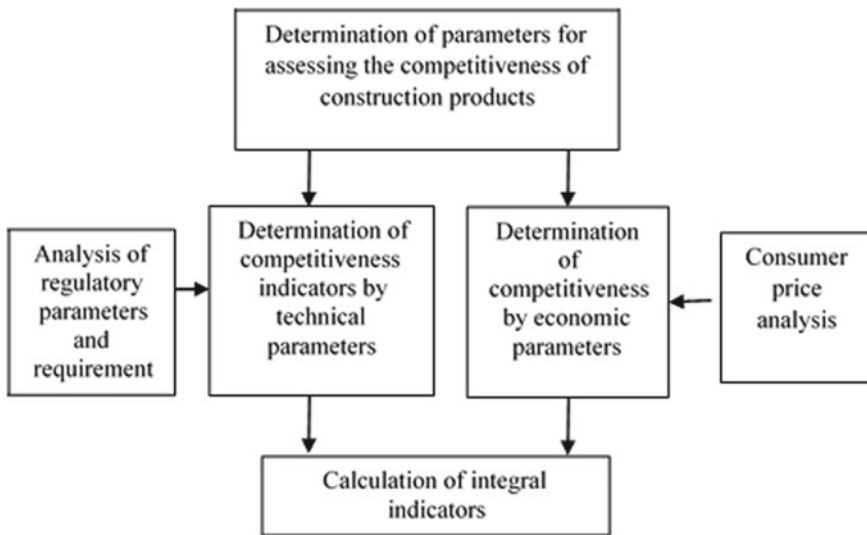 Determination of parameters for
assessing the competitiveness of
construction products
Analysis of
regulatory
parameters
and
requirement
Determination of
competitiveness
indicators by
technical
parameters
Determination
of
competitiveness
by economic
parameters
Consumer
price
analysis
Calculation of integral
indicators